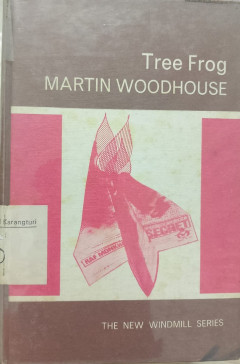 Tree Frog
MARTIN WOODHOUSE
SECRET
THE NEW WINDMILL SERIES